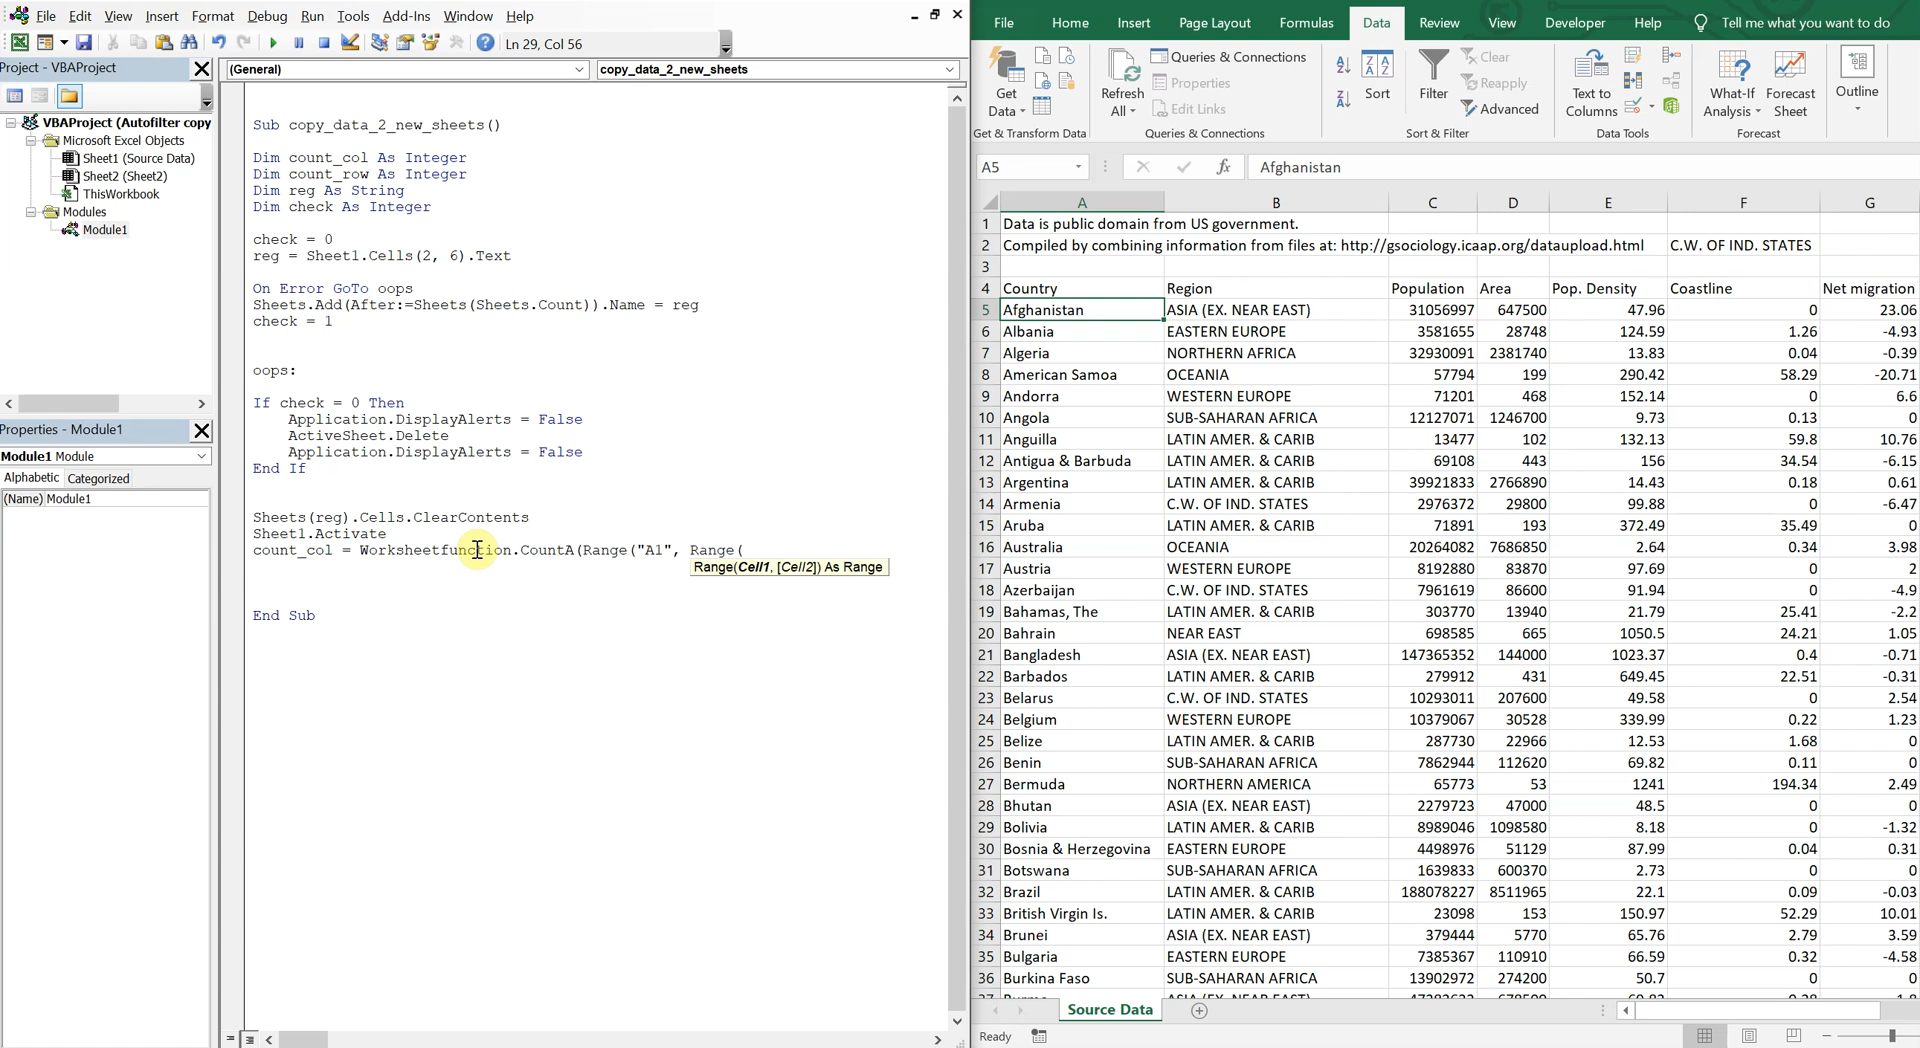 File Edit View Insert Format Debug Run Tools Add-Ins Window Help
Ln 29, Col 56
Project - VBAProject
(General)
copy_data_2_new_sheets
VBAProject (Autofilter copy
Microsoft Excel Objects
Sheet1 (Source Data)
Sheet2 (Sheet2)
ThisWorkbook
Modules
Module1
Properties - Module1
Module1 Module
Alphabetic Categorized
(Name) Module1
Sub copy_data_2_new_sheets()
Dim count_col As Integer
Dim count_row As Integer
Dim reg As String
Dim check As Integer
check = 0
reg = Sheet1.Cells(2, 6).Text
On Error GoTo oops
Sheets.Add(After:=Sheets(Sheets.Count)).Name = reg
check = 1
oops:
If check = 0 Then
Application.DisplayAlerts = False
ActiveSheet.Delete
Application.DisplayAlerts = False
End If
Sheets(reg).Cells.ClearContents
Sheet1.Activate
count_col = Worksheetfunction.CountA(Range("A1", Range(
Range(Cell1, [Cell2]) As Range
End Sub
File Home Insert Page Layout Formulas Data Review View Developer Help Tell me what you want to do
Get Data
Get & Transform Data
Refresh All
Queries & Connections
Properties
Edit Links
Queries & Connections
Sort
Filter
Clear
Reapply
Advanced
Sort & Filter
Text to Columns
Data Tools
What-If Analysis
Forecast Sheet
Forecast
Outline
A5 fx Afghanistan
A B C D E F G
1 Data is public domain from US government.
2 Compiled by combining information from files at: http://gsociology.icaap.org/dataupload.html C.W. OF IND. STATES
3
4 Country Region Population Area Pop. Density Coastline Net migration
5 Afghanistan ASIA (EX. NEAR EAST) 31056997 647500 47.96 0 23.06
6 Albania EASTERN EUROPE 3581655 28748 124.59 1.26 -4.93
7 Algeria NORTHERN AFRICA 32930091 2381740 13.83 0.04 -0.39
8 American Samoa OCEANIA 57794 199 290.42 58.29 -20.71
9 Andorra WESTERN EUROPE 71201 468 152.14 0 6.6
10 Angola SUB-SAHARAN AFRICA 12127071 1246700 9.73 0.13 0
11 Anguilla LATIN AMER. & CARIB 13477 102 132.13 59.8 10.76
12 Antigua & Barbuda LATIN AMER. & CARIB 69108 443 156 34.54 -6.15
13 Argentina LATIN AMER. & CARIB 39921833 2766890 14.43 0.18 0.61
14 Armenia C.W. OF IND. STATES 2976372 29800 99.88 0 -6.47
15 Aruba LATIN AMER. & CARIB 71891 193 372.49 35.49 0
16 Australia OCEANIA 20264082 7686850 2.64 0.34 3.98
17 Austria WESTERN EUROPE 8192880 83870 97.69 0 2
18 Azerbaijan C.W. OF IND. STATES 7961619 86600 91.94 0 -4.9
19 Bahamas, The LATIN AMER. & CARIB 303770 13940 21.79 25.41 -2.2
20 Bahrain NEAR EAST 698585 665 1050.5 24.21 1.05
21 Bangladesh ASIA (EX. NEAR EAST) 147365352 144000 1023.37 0.4 -0.71
22 Barbados LATIN AMER. & CARIB 279912 431 649.45 22.51 -0.31
23 Belarus C.W. OF IND. STATES 10293011 207600 49.58 0 2.54
24 Belgium WESTERN EUROPE 10379067 30528 339.99 0.22 1.23
25 Belize LATIN AMER. & CARIB 287730 22966 12.53 1.68 0
26 Benin SUB-SAHARAN AFRICA 7862944 112620 69.82 0.11 0
27 Bermuda NORTHERN AMERICA 65773 53 1241 194.34 2.49
28 Bhutan ASIA (EX. NEAR EAST) 2279723 47000 48.5 0 0
29 Bolivia LATIN AMER. & CARIB 8989046 1098580 8.18 0 -1.32
30 Bosnia & Herzegovina EASTERN EUROPE 4498976 51129 87.99 0.04 0.31
31 Botswana SUB-SAHARAN AFRICA 1639833 600370 2.73 0 0
32 Brazil LATIN AMER. & CARIB 188078227 8511965 22.1 0.09 -0.03
33 British Virgin Is. LATIN AMER. & CARIB 23098 153 150.97 52.29 10.01
34 Brunei ASIA (EX. NEAR EAST) 379444 5770 65.76 2.79 3.59
35 Bulgaria EASTERN EUROPE 7385367 110910 66.59 0.32 -4.58
36 Burkina Faso SUB-SAHARAN AFRICA 13902972 274200 50.7 0 0
Source Data
Ready